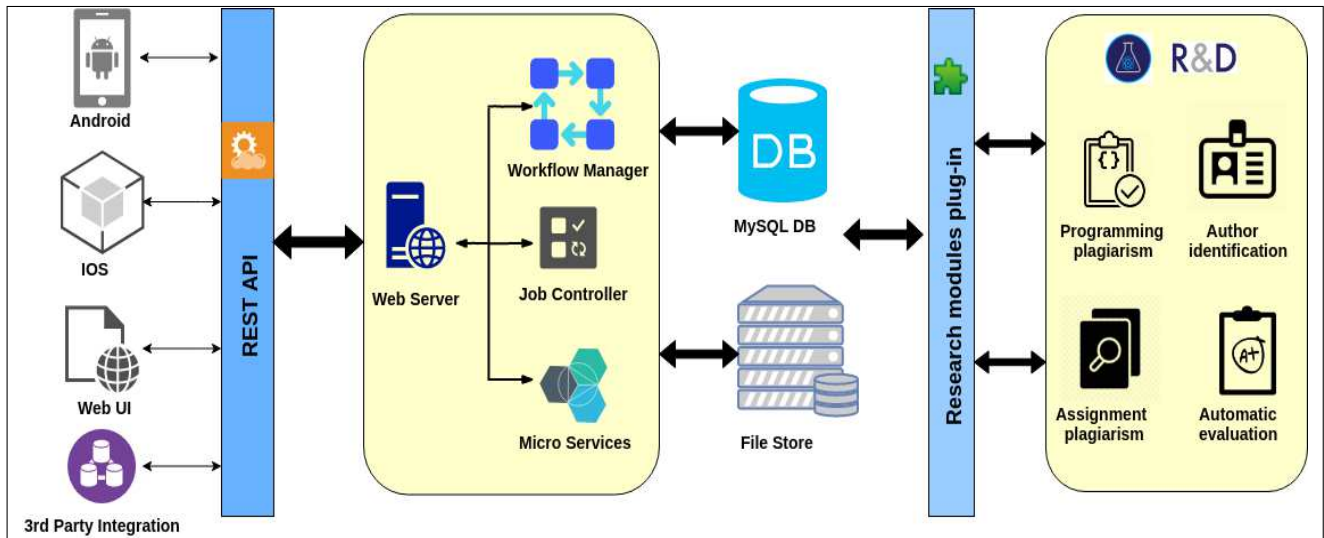 Android
IOS
Web UI
3rd Party Integration
REST API
Web Server
Workflow Manager
Job Controller
Micro Services
DB
MySQL DB
File Store
Research modules plug-in
R&D
{}
Programming
plagiarism
Author
identification
Assignment
plagiarism
A+
Automatic
evaluation